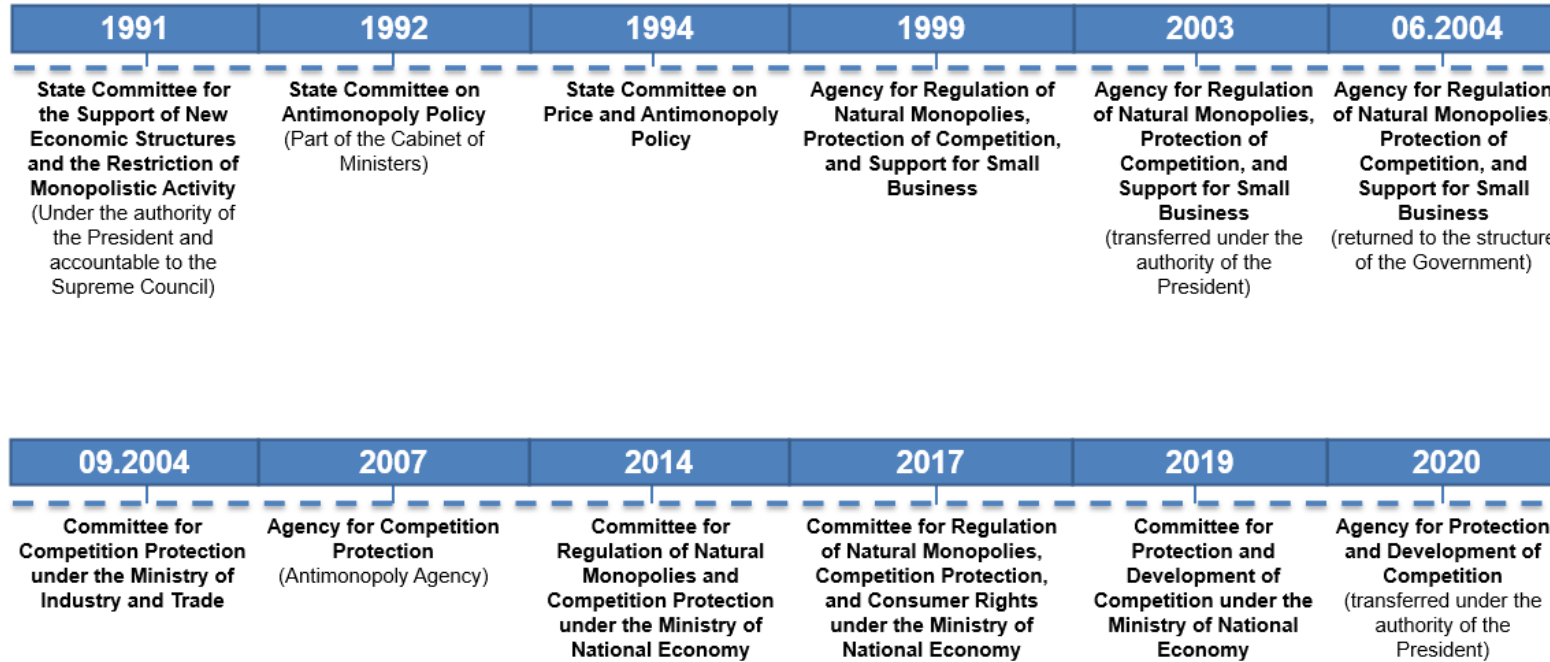 1991
State Committee for
the Support of New
Economic Structures
and the Restriction of
Monopolistic Activity
(Under the authority of
the President and
accountable to the
Supreme Council)
1992
State Committee on
Antimonopoly Policy
(Part of the Cabinet of
Ministers)
1994
State Committee on
Price and Antimonopoly
Policy
1999
Agency for Regulation of
Natural Monopolies,
Protection of Competition,
and Support for Small
Business
2003
Agency for Regulation
of Natural Monopolies,
Protection of
Competition, and
Support for Small
Business
(transferred under the
authority of the
President)
06.2004
Agency for Regulation
of Natural Monopolies,
Protection of
Competition, and
Support for Small
Business
(returned to the structure
of the Government)
09.2004
Committee for
Competition Protection
under the Ministry of
Industry and Trade
2007
Agency for Competition
Protection
(Antimonopoly Agency)
2014
Committee for
Regulation of Natural
Monopolies and
Competition Protection
under the Ministry of
National Economy
2017
Committee for Regulation
of Natural Monopolies,
Competition Protection,
and Consumer Rights
under the Ministry of
National Economy
2019
Committee for
Protection and
Development of
Competition under the
Ministry of National
Economy
2020
Agency for Protection
and Development of
Competition
(transferred under the
authority of the
President)